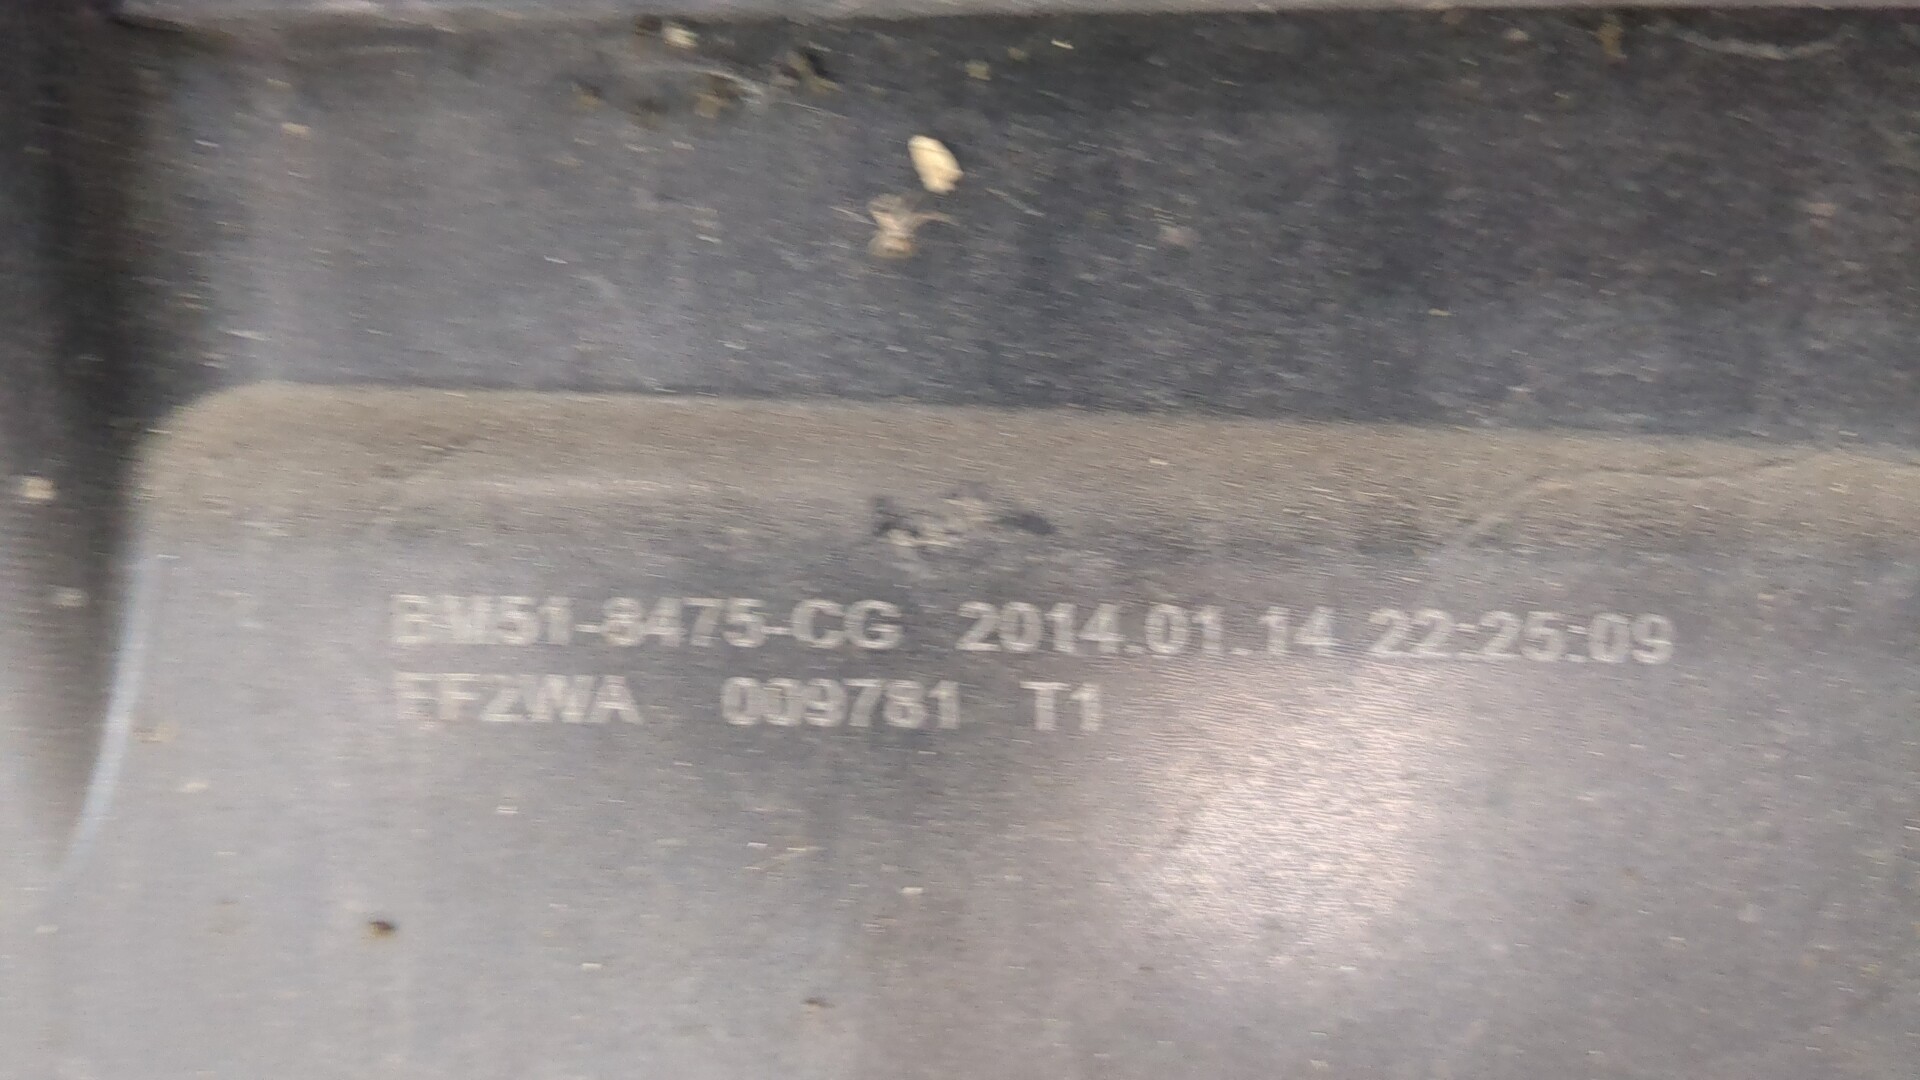 BM51-8475-CG 2014.01.14 22:25:09
EF2WA 009781 T1